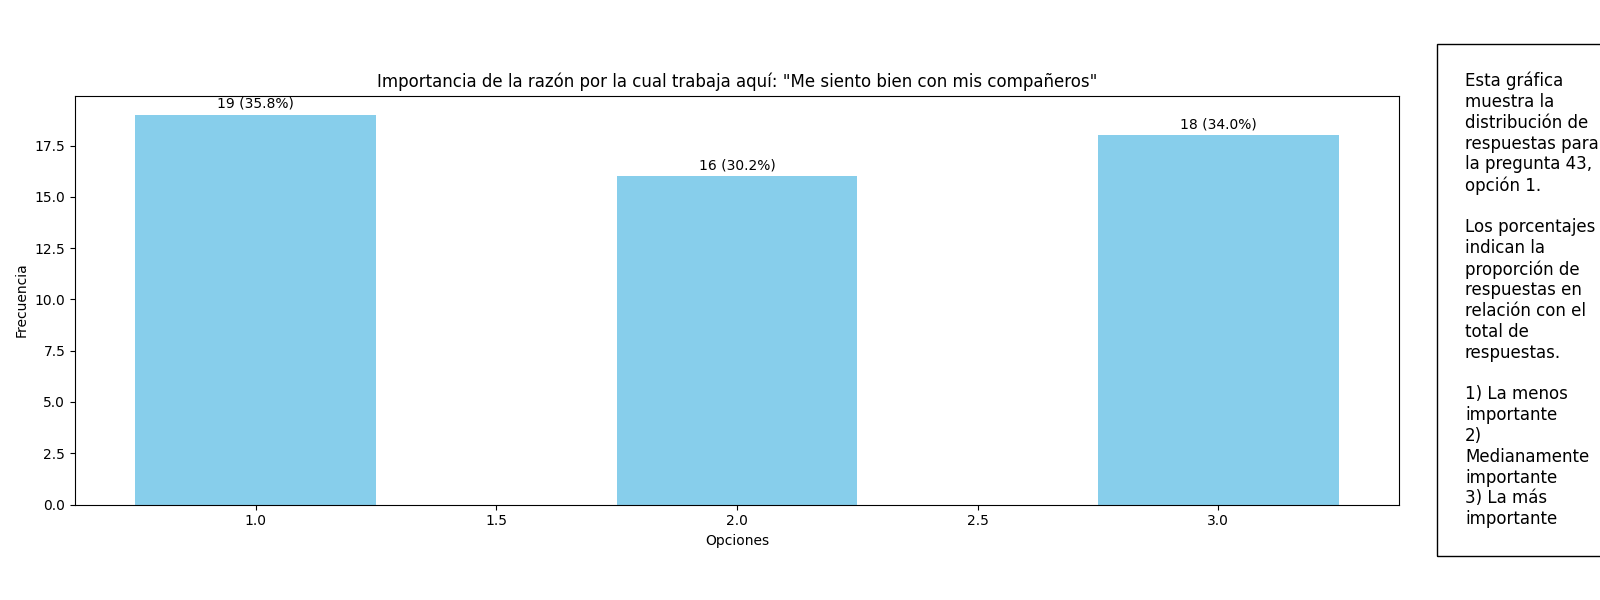 Importancia de la razón por la cual trabaja aquí: "Me siento bien con mis compañeros"
19 (35.8%)
16 (30.2%)
18 (34.0%)
Frecuencia
17.5
15.0
12.5
10.0
7.5
5.0
2.5
0.0
1.0
1.5
2.0
2.5
3.0
Opciones
Esta gráfica
muestra la
distribución de
respuestas para
la pregunta 43,
opción 1.
Los porcentajes
indican la
proporción de
respuestas en
relación con el
total de
respuestas.
1) La menos
importante
2)
Medianamente
importante
3) La más
importante